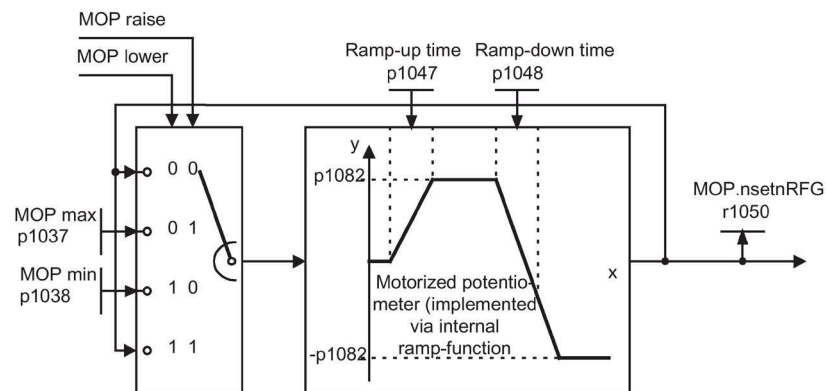 MOP raise
MOP lower
Ramp-up time
p1047
Ramp-down time
p1048
0 0
0 1
1 0
1 1
MOP max
p1037
MOP min
p1038
y
p1082
x
-p1082
Motorized potentio-
meter (implemented
via internal
ramp-function
MOP.nsetnRFG
r1050